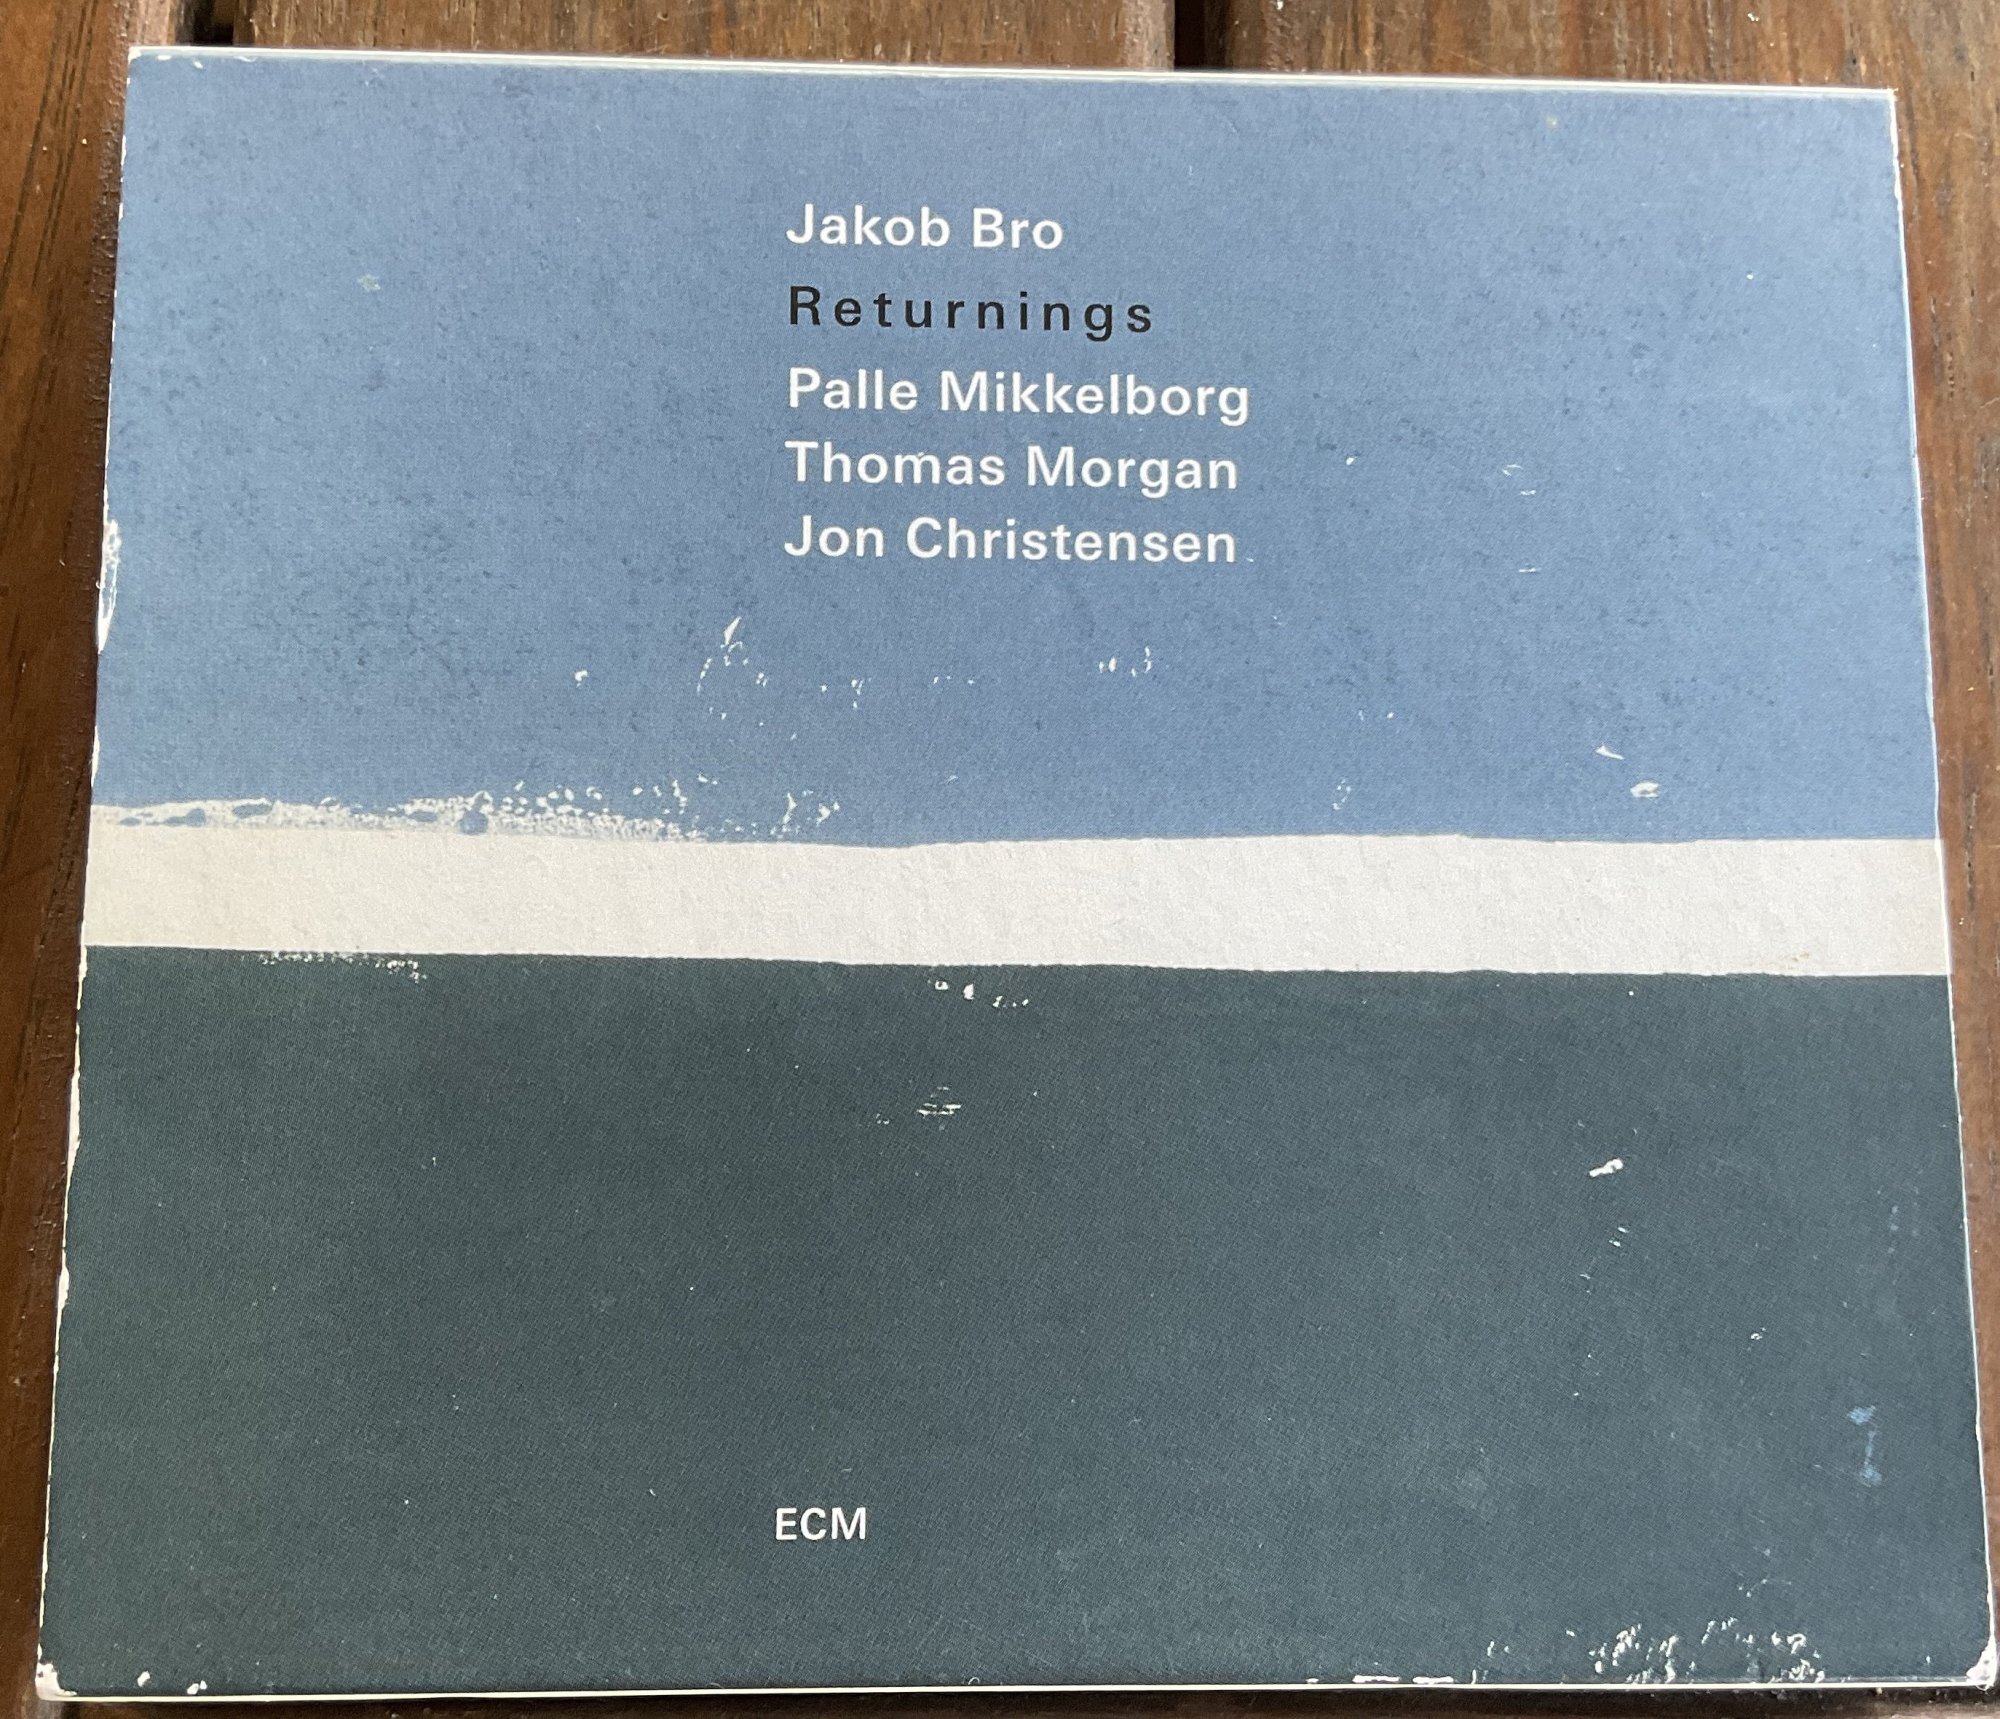 Jakob Bro
Returnings
Palle Mikkelborg
Thomas Morgan
Jon Christensen
ECM